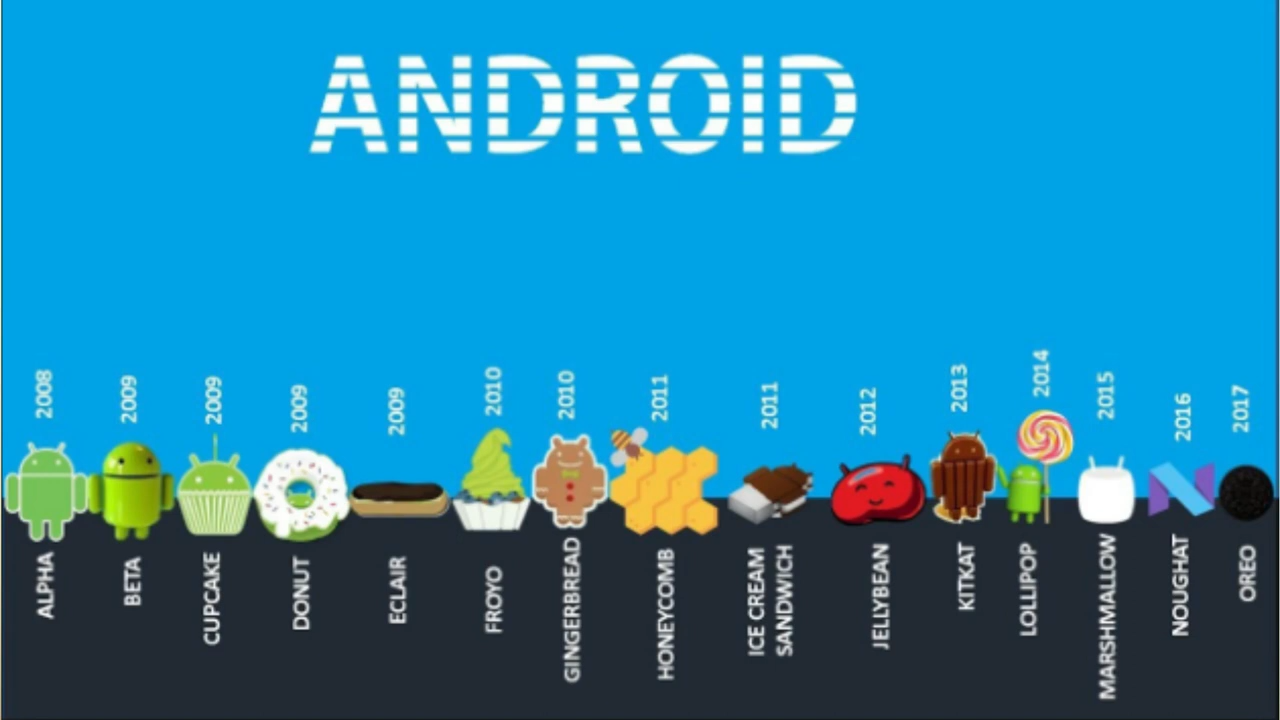 ANDROID
2008
2009
2009
2009
2009
2010
2010
2011
2011
2012
2013
2014
2015
2016
2017
ALPHA
BETA
CUPCAKE
DONUT
ECLAIR
FROYO
GINGERBREAD
HONEYCOMB
ICE CREAM
SANDWICH
JELLYBEAN
KITKAT
LOLLIPOP
MARSHMALLOW
NOUGHAT
OREO